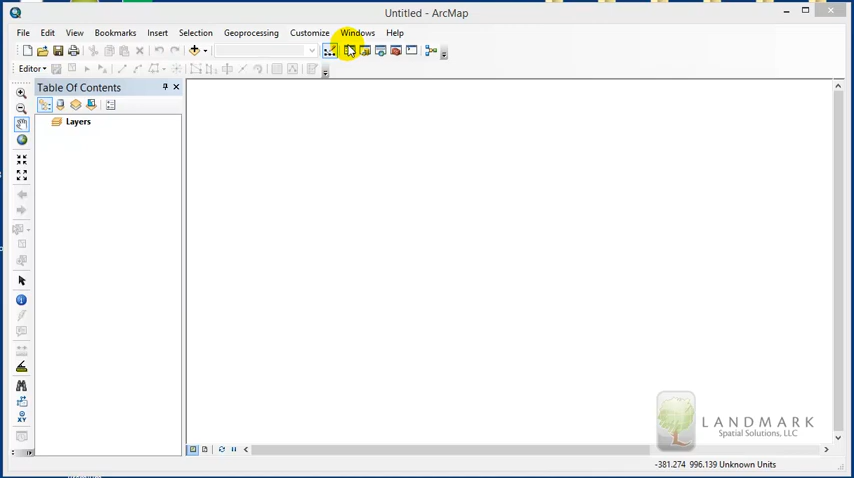 Untitled - ArcMap
File Edit View Bookmarks Insert Selection Geoprocessing Customize Windows Help
Editor
Table Of Contents
Layers
XY
LANDMARK
Spatial Solutions, LLC
-381.274 996.139 Unknown Units